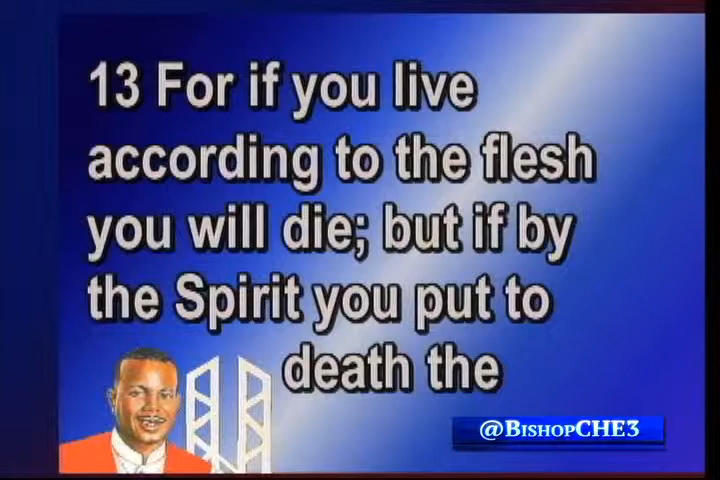 13 For if you live
according to the flesh
you will die; but if by
the Spirit you put to
death the
@BishopCHE3